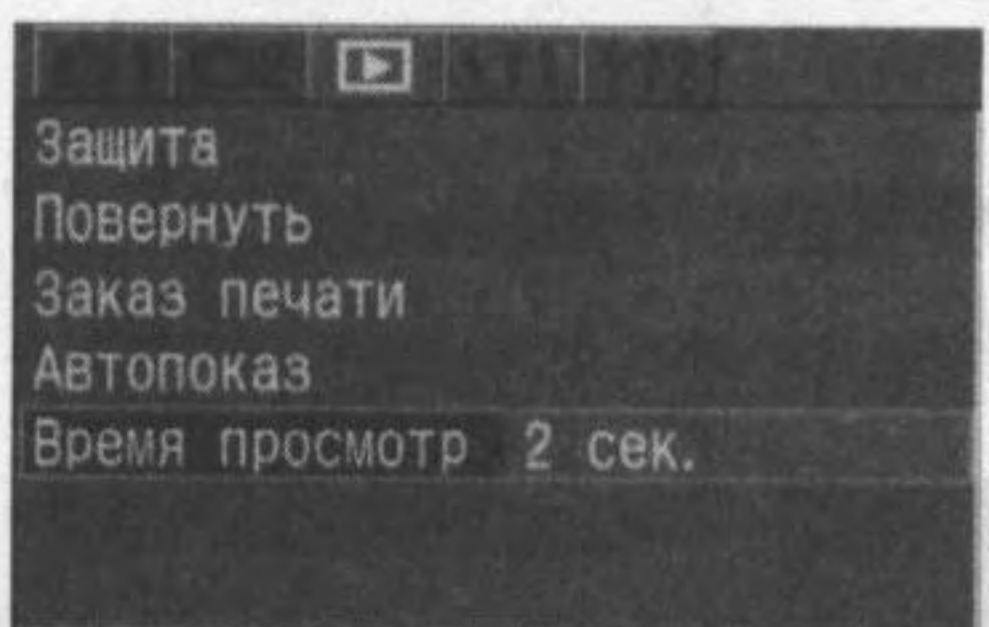 Защита
Повернуть
Заказ печати
Автопоказ
Время просмотр 2 сек.